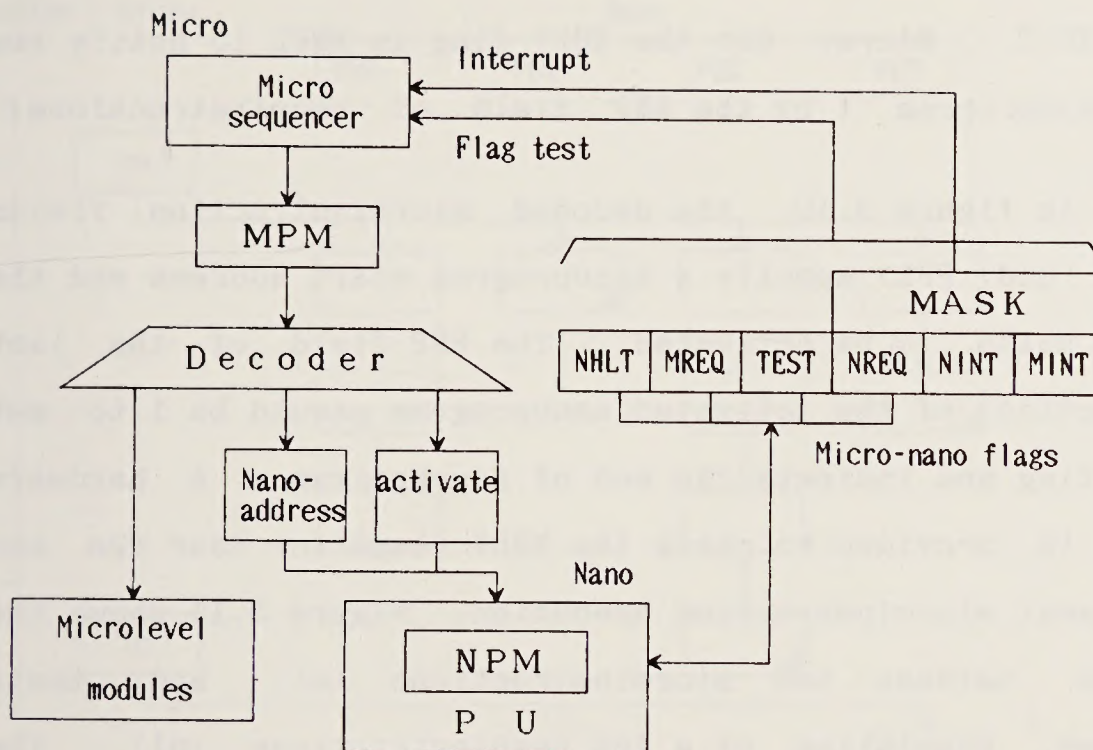 Micro
Micro
sequencer
Interrupt
Flag test
MPM
Decoder
MASK
NHLT MREQ TEST NREQ NINT MINT
Micro-nano flags
Nano-
address
activate
Nano
Microlevel
modules
NPM
PU